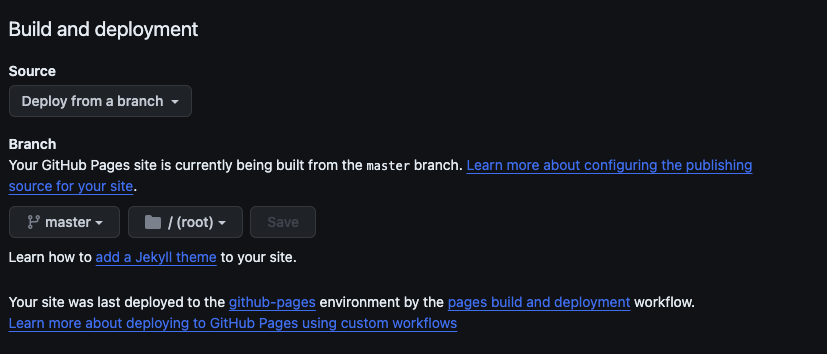 Build and deployment
Source
Deploy from a branch
Branch
Your GitHub Pages site is currently being built from the master branch. Learn more about configuring the publishing
source for your site.
master / (root) Save
Learn how to add a Jekyll theme to your site.
Your site was last deployed to the github-pages environment by the pages build and deployment workflow.
Learn more about deploying to GitHub Pages using custom workflows